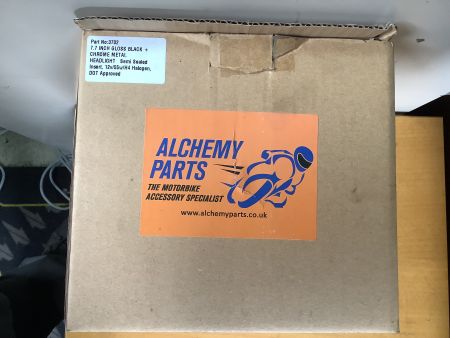 Part No:3702
7.7 INCH GLOSS BLACK +
CHROME METAL
HEADLIGHT Semi Sealed
Insert, 12v/55w/H4 Halogen,
DOT Approved
ALCHEMY
PARTS
THE MOTORBIKE
ACCESSORY SPECIALIST
www.alchemyparts.co.uk